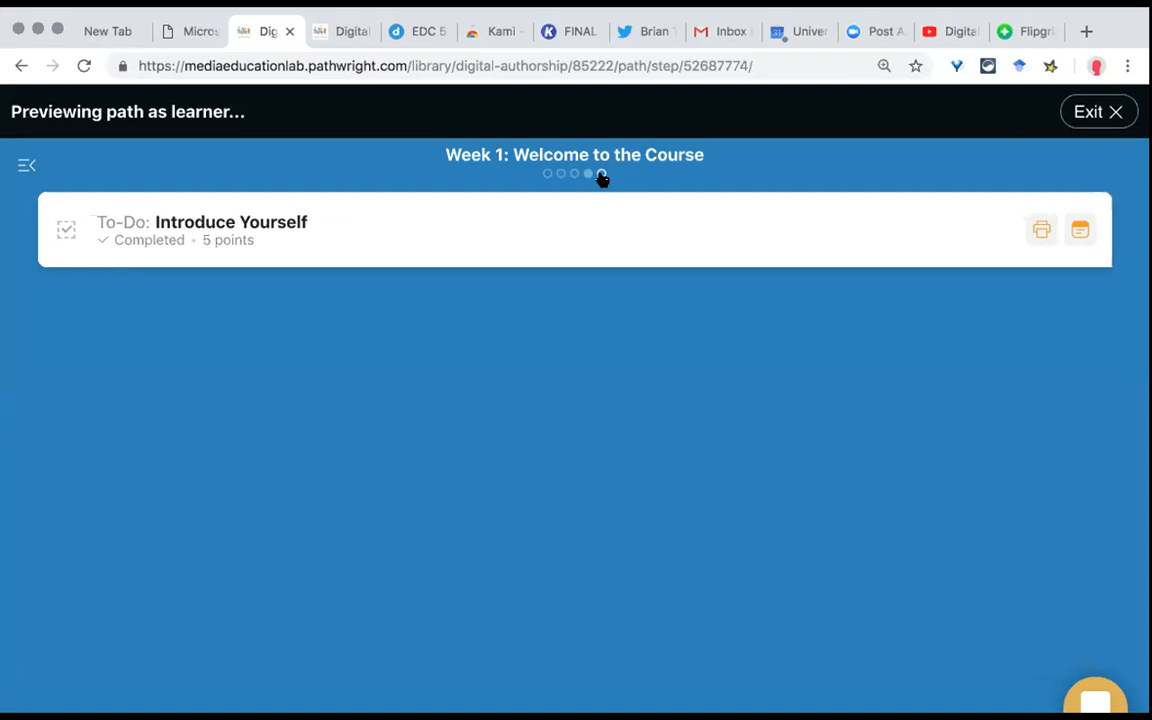 New Tab
Micros
Dig
Digital
EDC 5
Kami -
FINAL
Brian
Inbox
Univer
Post A
Digita
Flipgr
https://mediaeducationlab.pathwright.com/library/digital-authorship/85222/path/step/52687774/
Previewing path as learner...
Exit
Week 1: Welcome to the Course
To-Do: Introduce Yourself
Completed • 5 points